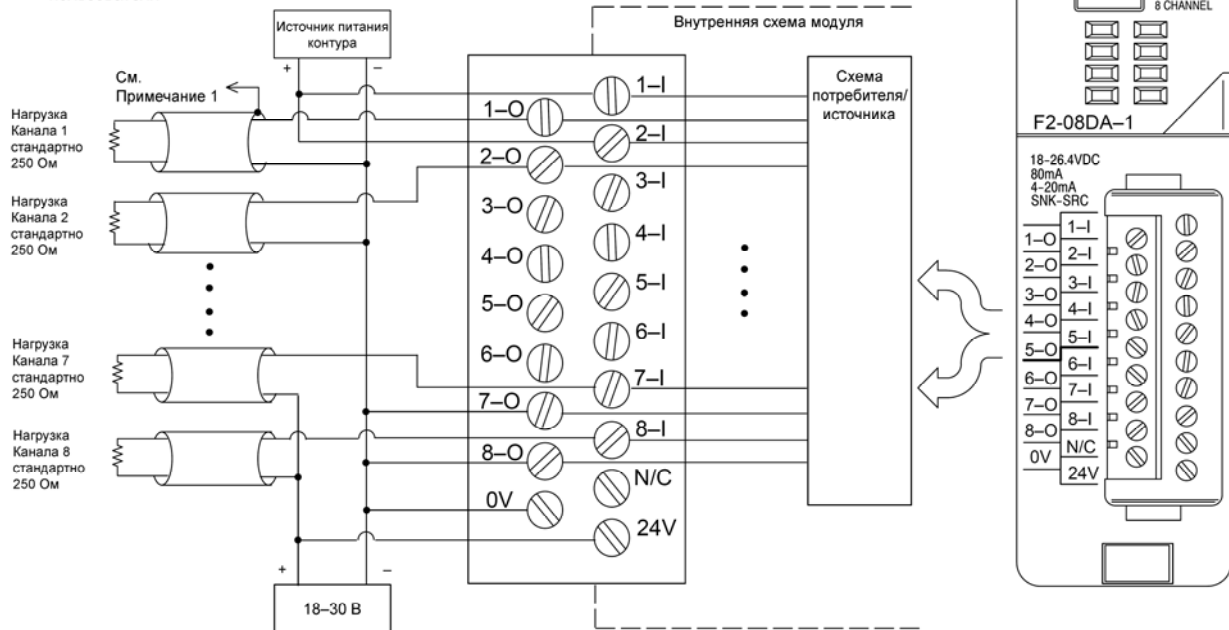 Источник питания
контура
+
–
Внутренняя схема модуля
См.
Примечание 1
Нагрузка
Канала 1
стандартно
250 Ом
Нагрузка
Канала 2
стандартно
250 Ом
Нагрузка
Канала 7
стандартно
250 Ом
Нагрузка
Канала 8
стандартно
250 Ом
1–I
1–O
2–I
2–O
3–I
3–O
4–I
4–O
5–I
5–O
6–I
6–O
7–I
7–O
8–I
8–O
N/C
0V
24V
+
–
18–30 В
Схема
потребителя/
источника
8 CHANNEL
F2-08DA–1
18-26.4VDC
80mA
4-20mA
SNK-SRC
1–I
1–O
2–I
2–O
3–I
3–O
4–I
4–O
5–I
5–O
6–I
6–O
7–I
7–O
8–I
8–O
N/C
0V
24V